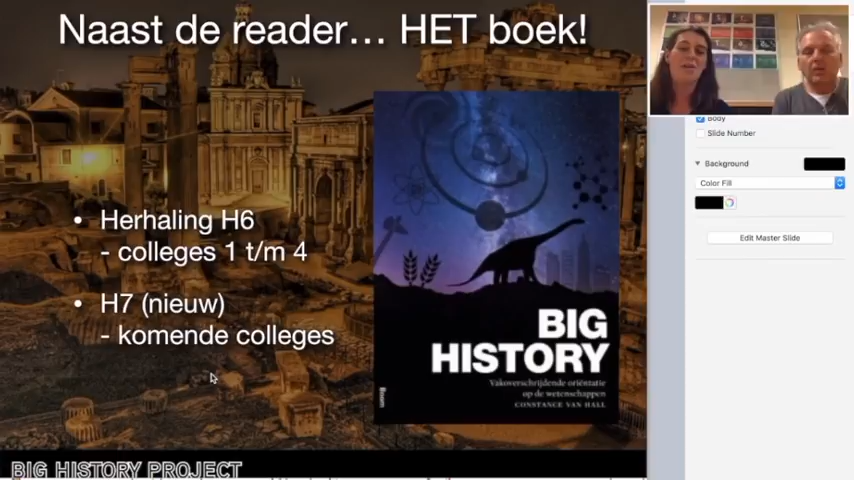 Naast de reader... HET boek!
• Herhaling H6
- colleges 1 t/m 4
• H7 (nieuw)
- komende colleges
BIG
HISTORY
Vakoverschrijdende oriëntatie
op de wetenschappen
CONSTANCE VAN HALL
Boom
BIG HISTORY PROJECT
Body
Slide Number
Background
Color Fill
Edit Master Slide